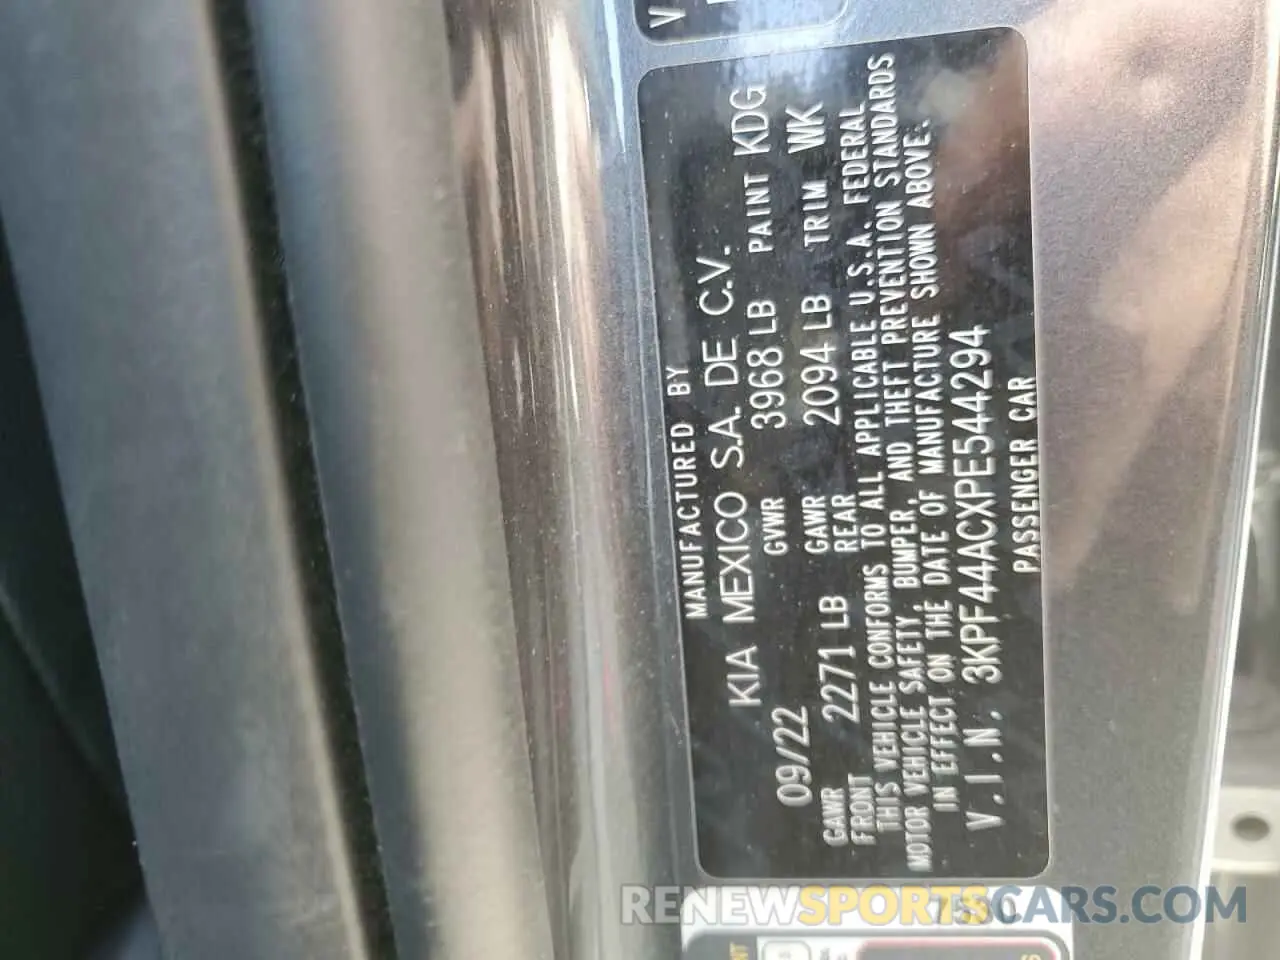 MANUFACTURED BY
KIA MEXICO S.A. DE C.V.
09/22 GVWR 3968 LB PAINT KDG
GAWR FRONT 2271 LB GAWR REAR 2094 LB TRIM WK
THIS VEHICLE CONFORMS TO ALL APPLICABLE U.S.A. FEDERAL
MOTOR VEHICLE SAFETY, BUMPER, AND THEFT PREVENTION STANDARDS
IN EFFECT ON THE DATE OF MANUFACTURE SHOWN ABOVE.
V.I.N. 3KPF44ACXPE544294
PASSENGER CAR
RENEWSPORTSCARS.COM